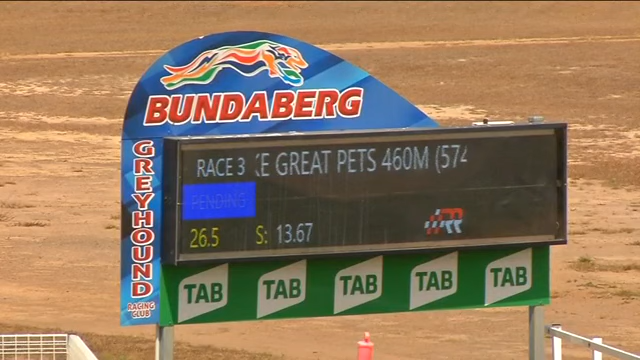 BUNDABERG
GREYHOUND
RACING
CLUB
RACE 3 KE GREAT PETS 460M (574
PENDING
26.5 S: 13.67
TAB TAB TAB TAB TAB